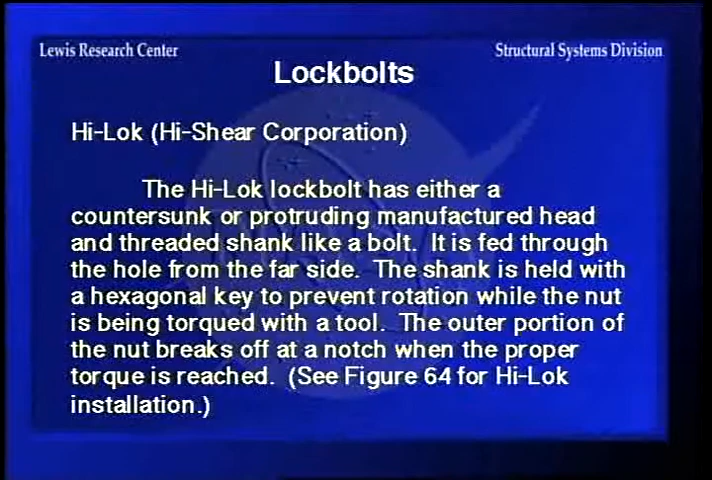 Lewis Research Center
Structural Systems Division
Lockbolts
Hi-Lok (Hi-Shear Corporation)
The Hi-Lok lockbolt has either a
countersunk or protruding manufactured head
and threaded shank like a bolt. It is fed through
the hole from the far side. The shank is held with
a hexagonal key to prevent rotation while the nut
is being torqued with a tool. The outer portion of
the nut breaks off at a notch when the proper
torque is reached. (See Figure 64 for Hi-Lok
installation.)